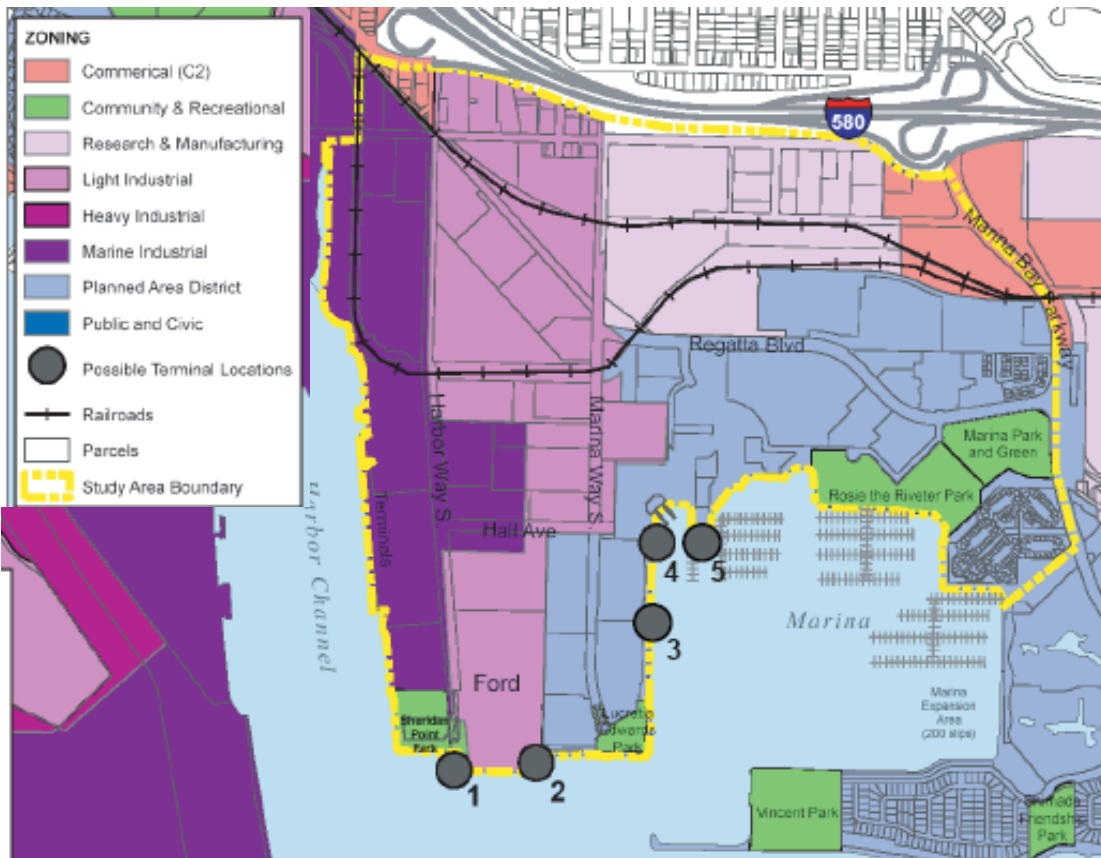 ZONING
Commerical (C2)
Community & Recreational
Research & Manufacturing
Light Industrial
Heavy Industrial
Marine Industrial
Planned Area District
Public and Civic
Possible Terminal Locations
Railroads
Parcels
Study Area Boundary
580
Marina Bay Parkway
Regatta Blvd
Harbor Way S.
Marina Way S.
Marina Park
and Green
Rosie the Riveter Park
Terminals
Hall Ave
Harbor Channel
4
5
3
Marina
Ford
Sheridan
Point
Park
Lucretia
Edwards
Park
Marina
Expansion
Area
(200 slips)
1
2
Vincent Park
Shimada
Friendship
Park